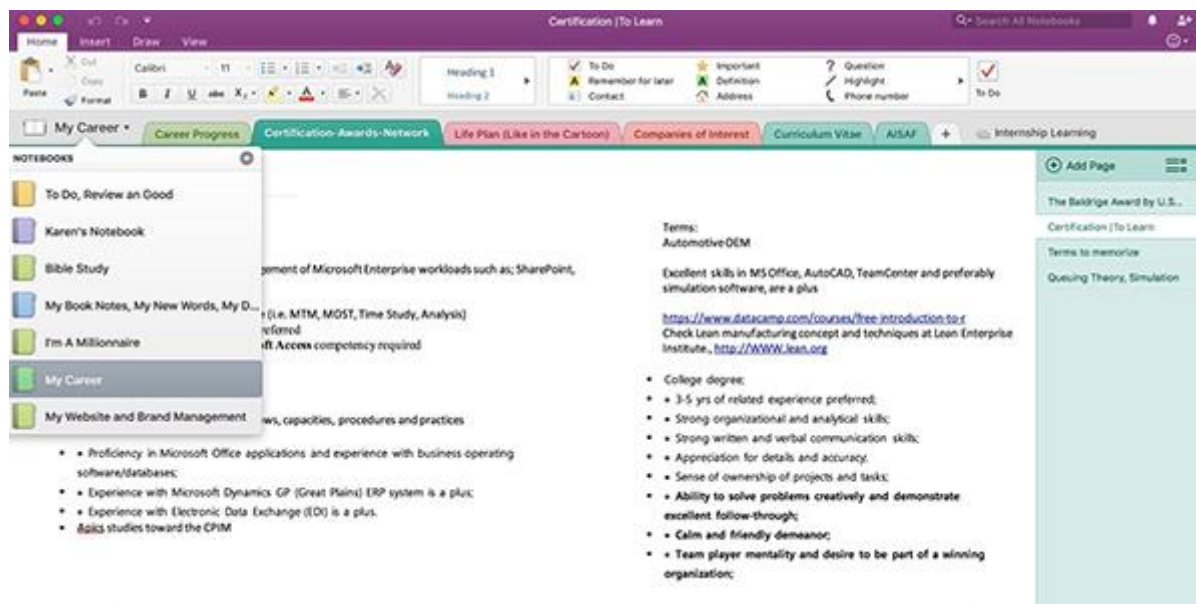 Certification |To Learn
Search All Notebooks
Home Insert Draw View
Paste
Cut
Copy
Format
Calibri 11
B I U abc X₂ A
Heading 1
Heading 2
To Do
Remember for later
Contact
Important
Definition
Address
Question
Highlight
Phone number
To Do
My Career
Career Progress
Certification-Awards-Network
Life Plan (Like in the Cartoon)
Companies of Interest
Curriculum Vitae
AISAF
+
Internship Learning
NOTEBOOKS
To Do, Review an Good
Karen's Notebook
Bible Study
My Book Notes, My New Words, My D...
I'm A Millionnaire
My Career
My Website and Brand Management
gement of Microsoft Enterprise workloads such as; SharePoint,
(i.e. MTM, MOST, Time Study, Analysis)
eferred
ft Access competency required
ws, capacities, procedures and practices
• • Proficiency in Microsoft Office applications and experience with business operating
software/databases;
• • Experience with Microsoft Dynamics GP (Great Plains) ERP system is a plus;
• • Experience with Electronic Data Exchange (EDI) is a plus.
• Apics studies toward the CPIM
Terms:
Automotive OEM
Excellent skills in MS Office, AutoCAD, TeamCenter and preferably
simulation software, are a plus
https://www.datacamp.com/courses/free-introduction-to-r
Check Lean manufacturing concept and techniques at Lean Enterprise
Institute., http://WWW.lean.org
• College degree;
• • 3-5 yrs of related experience preferred;
• • Strong organizational and analytical skills;
• • Strong written and verbal communication skills;
• • Appreciation for details and accuracy.
• • Sense of ownership of projects and tasks;
• • Ability to solve problems creatively and demonstrate
excellent follow-through;
• • Calm and friendly demeanor;
• • Team player mentality and desire to be part of a winning
organization;
Add Page
The Baldrige Award by U.S...
Certification |To Learn
Terms to memorize
Queuing Theory, Simulation